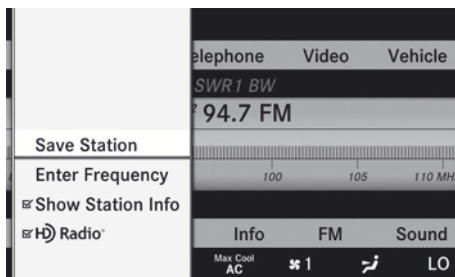 elephone Video Vehicle
SWR1 BW
94.7 FM
Save Station
Enter Frequency
100 105 110 MH
Show Station Info
HD Radio
Info FM Sound
Max Cool
AC 1 LO